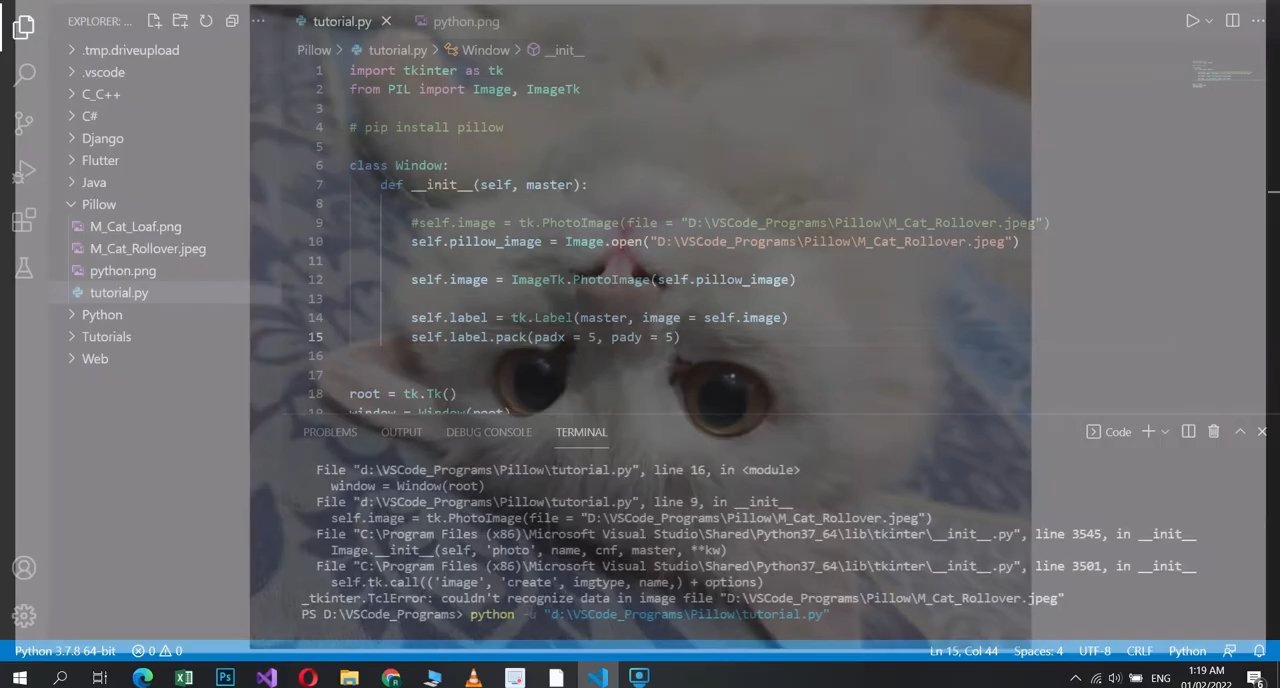 EXPLORER: ...
tutorial.py
python.png
Pillow > tutorial.py > Window > __init__
.tmp.driveupload
.vscode
C_C++
C#
Django
Flutter
Java
Pillow
M_Cat_Loaf.png
M_Cat_Rollover.jpeg
python.png
tutorial.py
Python
Tutorials
Web
1 import tkinter as tk
2 from PIL import Image, ImageTk
3
4 # pip install pillow
5
6 class Window:
7 def __init__(self, master):
8
9 #self.image = tk.PhotoImage(file = "D:\VSCode_Programs\Pillow\M_Cat_Rollover.jpeg")
10 self.pillow_image = Image.open("D:\VSCode_Programs\Pillow\M_Cat_Rollover.jpeg")
11
12 self.image = ImageTk.PhotoImage(self.pillow_image)
13
14 self.label = tk.Label(master, image = self.image)
15 self.label.pack(padx = 5, pady = 5)
16
17
18 root = tk.Tk()
19 window = Window(root)
PROBLEMS OUTPUT DEBUG CONSOLE TERMINAL
Code
File "d:\VSCode_Programs\Pillow\tutorial.py", line 16, in <module>
window = Window(root)
File "d:\VSCode_Programs\Pillow\tutorial.py", line 9, in __init__
self.image = tk.PhotoImage(file = "D:\VSCode_Programs\Pillow\M_Cat_Rollover.jpeg")
File "C:\Program Files (x86)\Microsoft Visual Studio\Shared\Python37_64\lib\tkinter\__init__.py", line 3545, in __init__
Image.__init__(self, 'photo', name, cnf, master, **kw)
File "C:\Program Files (x86)\Microsoft Visual Studio\Shared\Python37_64\lib\tkinter\__init__.py", line 3501, in __init__
self.tk.call(('image', 'create', imgtype, name,) + options)
_tkinter.TclError: couldn't recognize data in image file "D:\VSCode_Programs\Pillow\M_Cat_Rollover.jpeg"
PS D:\VSCode_Programs> python -u "d:\VSCode_Programs\Pillow\tutorial.py"
Python 3.7.8 64-bit 0 0
Ln 15, Col 44 Spaces: 4 UTF-8 CRLF Python
ENG
1:19 AM
01/02/2022
6